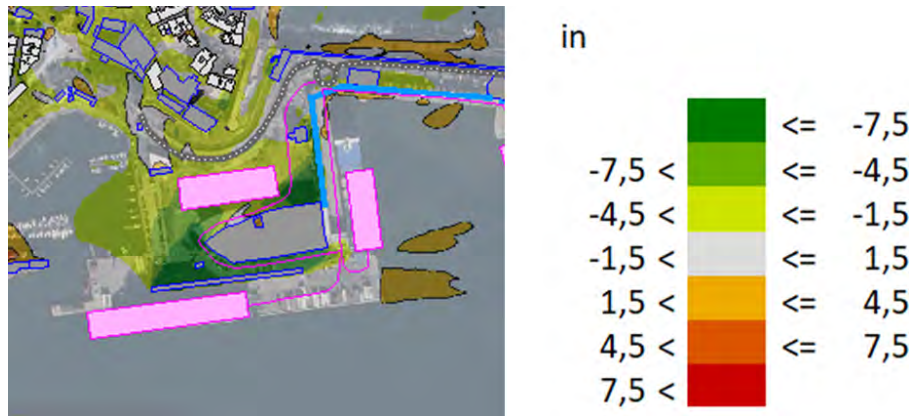 in
<= -7,5
-7,5 < <= -4,5
-4,5 < <= -1,5
-1,5 < <= 1,5
1,5 < <= 4,5
4,5 < <= 7,5
7,5 <